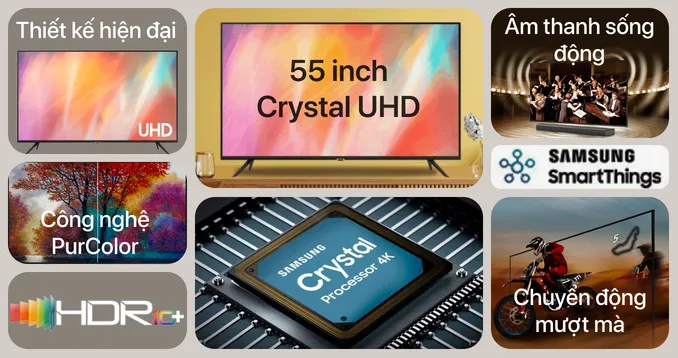 Thiết kế hiện đại
UHD
55 inch
Crystal UHD
Âm thanh sống
động
SAMSUNG
SmartThings
Công nghệ
PurColor
SAMSUNG
Crystal
Processor 4K
HDR10+
5
Chuyển động
mượt mà